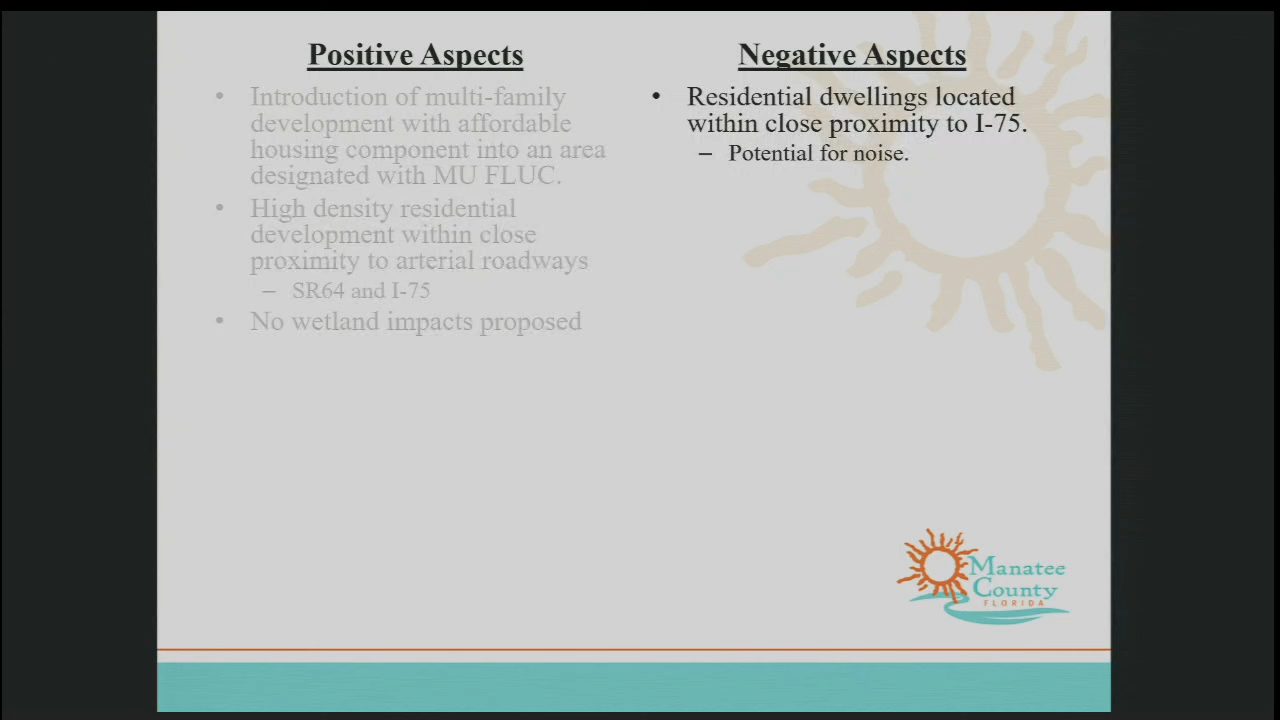 Positive Aspects
• Introduction of multi-family
development with affordable
housing component into an area
designated with MU FLUC.
• High density residential
development within close
proximity to arterial roadways
– SR64 and I-75
• No wetland impacts proposed
Negative Aspects
• Residential dwellings located
within close proximity to I-75.
– Potential for noise.
Manatee
County
FLORIDA